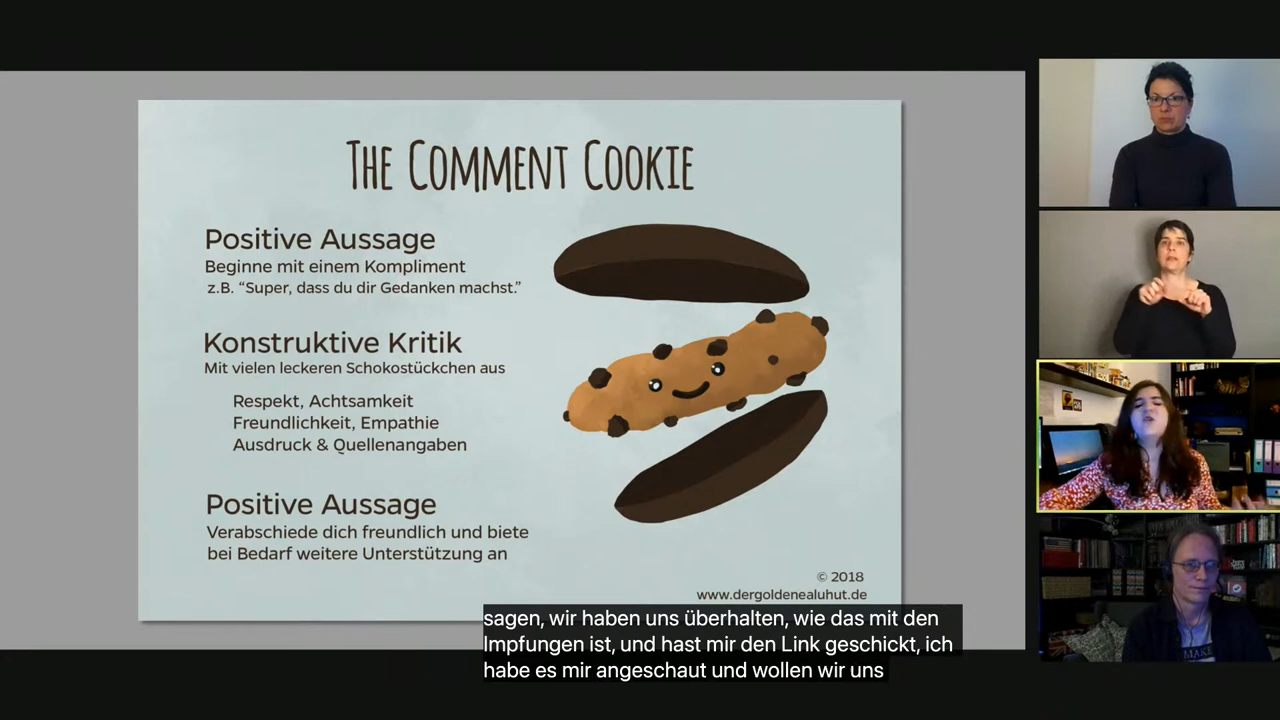 THE COMMENT COOKIE
Positive Aussage
Beginne mit einem Kompliment
z.B. “Super, dass du dir Gedanken machst.”
Konstruktive Kritik
Mit vielen leckeren Schokostückchen aus
Respekt, Achtsamkeit
Freundlichkeit, Empathie
Ausdruck & Quellenangaben
Positive Aussage
Verabschiede dich freundlich und biete
bei Bedarf weitere Unterstützung an
© 2018
www.dergoldenealuhut.de
sagen, wir haben uns überhalten, wie das mit den
Impfungen ist, und hast mir den Link geschickt, ich
habe es mir angeschaut und wollen wir uns
MAKE